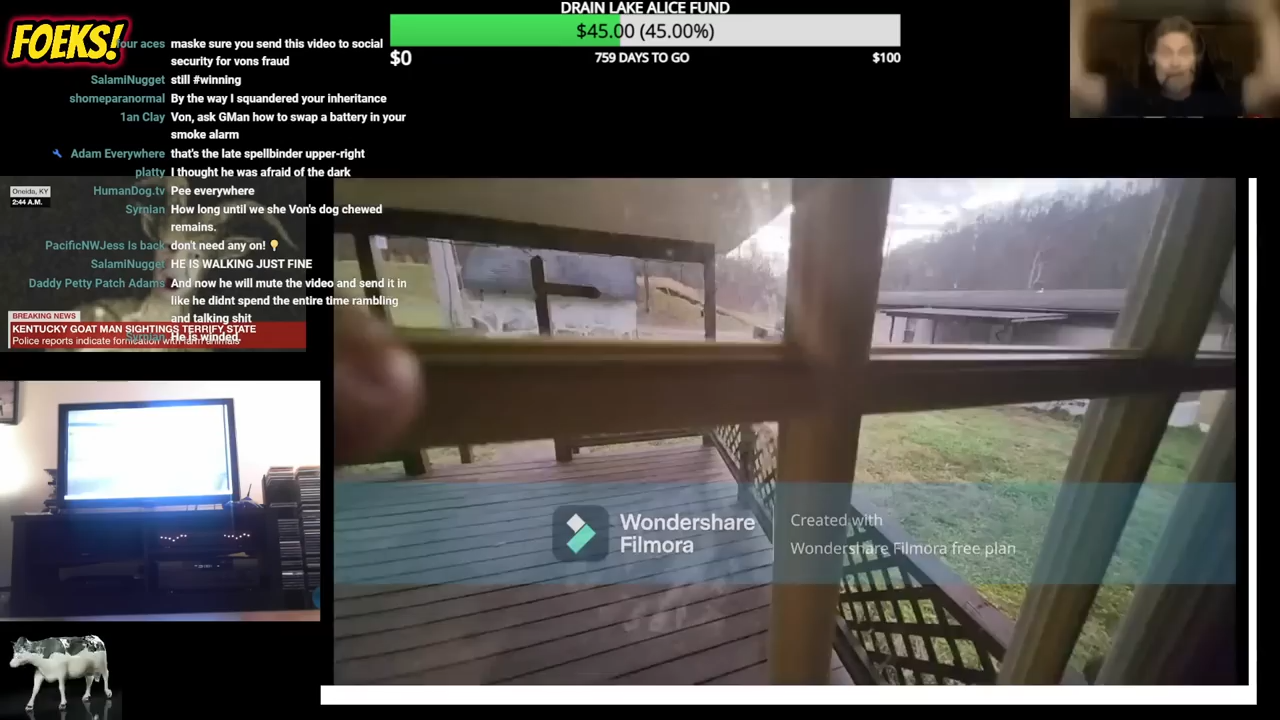 DRAIN LAKE ALICE FUND
$45.00 (45.00%)
$0
759 DAYS TO GO
$100
FOEKS!
four aces maske sure you send this video to social
security for vons fraud
SalamiNugget still #winning
shomeparanormal By the way I squandered your inheritance
1an Clay Von, ask GMan how to swap a battery in your
smoke alarm
Adam Everywhere that's the late spellbinder upper-right
platty I thought he was afraid of the dark
HumanDog.tv Pee everywhere
Syrnian How long until we she Von's dog chewed
remains.
PacificNWJess Is back don't need any on!
SalamiNugget HE IS WALKING JUST FINE
Daddy Petty Patch Adams And now he will mute the video and send it in
like he didnt spend the entire time rambling
and talking shit
Syrnian He is winded.
Oneida, KY
2:44 A.M.
BREAKING NEWS
KENTUCKY GOAT MAN SIGHTINGS TERRIFY STATE
Police reports indicate fornication with farm animals
Wondershare
Filmora
Created with
Wondershare Filmora free plan